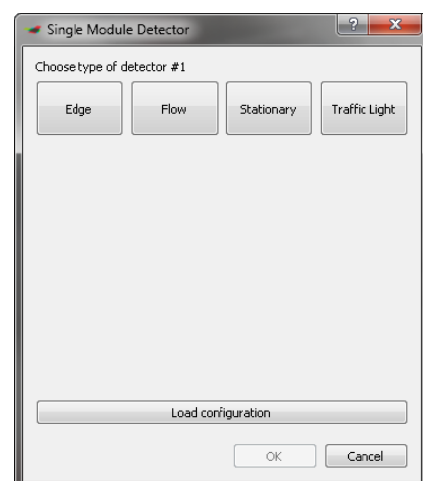 Single Module Detector
?
X
Choose type of detector #1
Edge Flow Stationary Traffic Light
Load configuration
OK Cancel